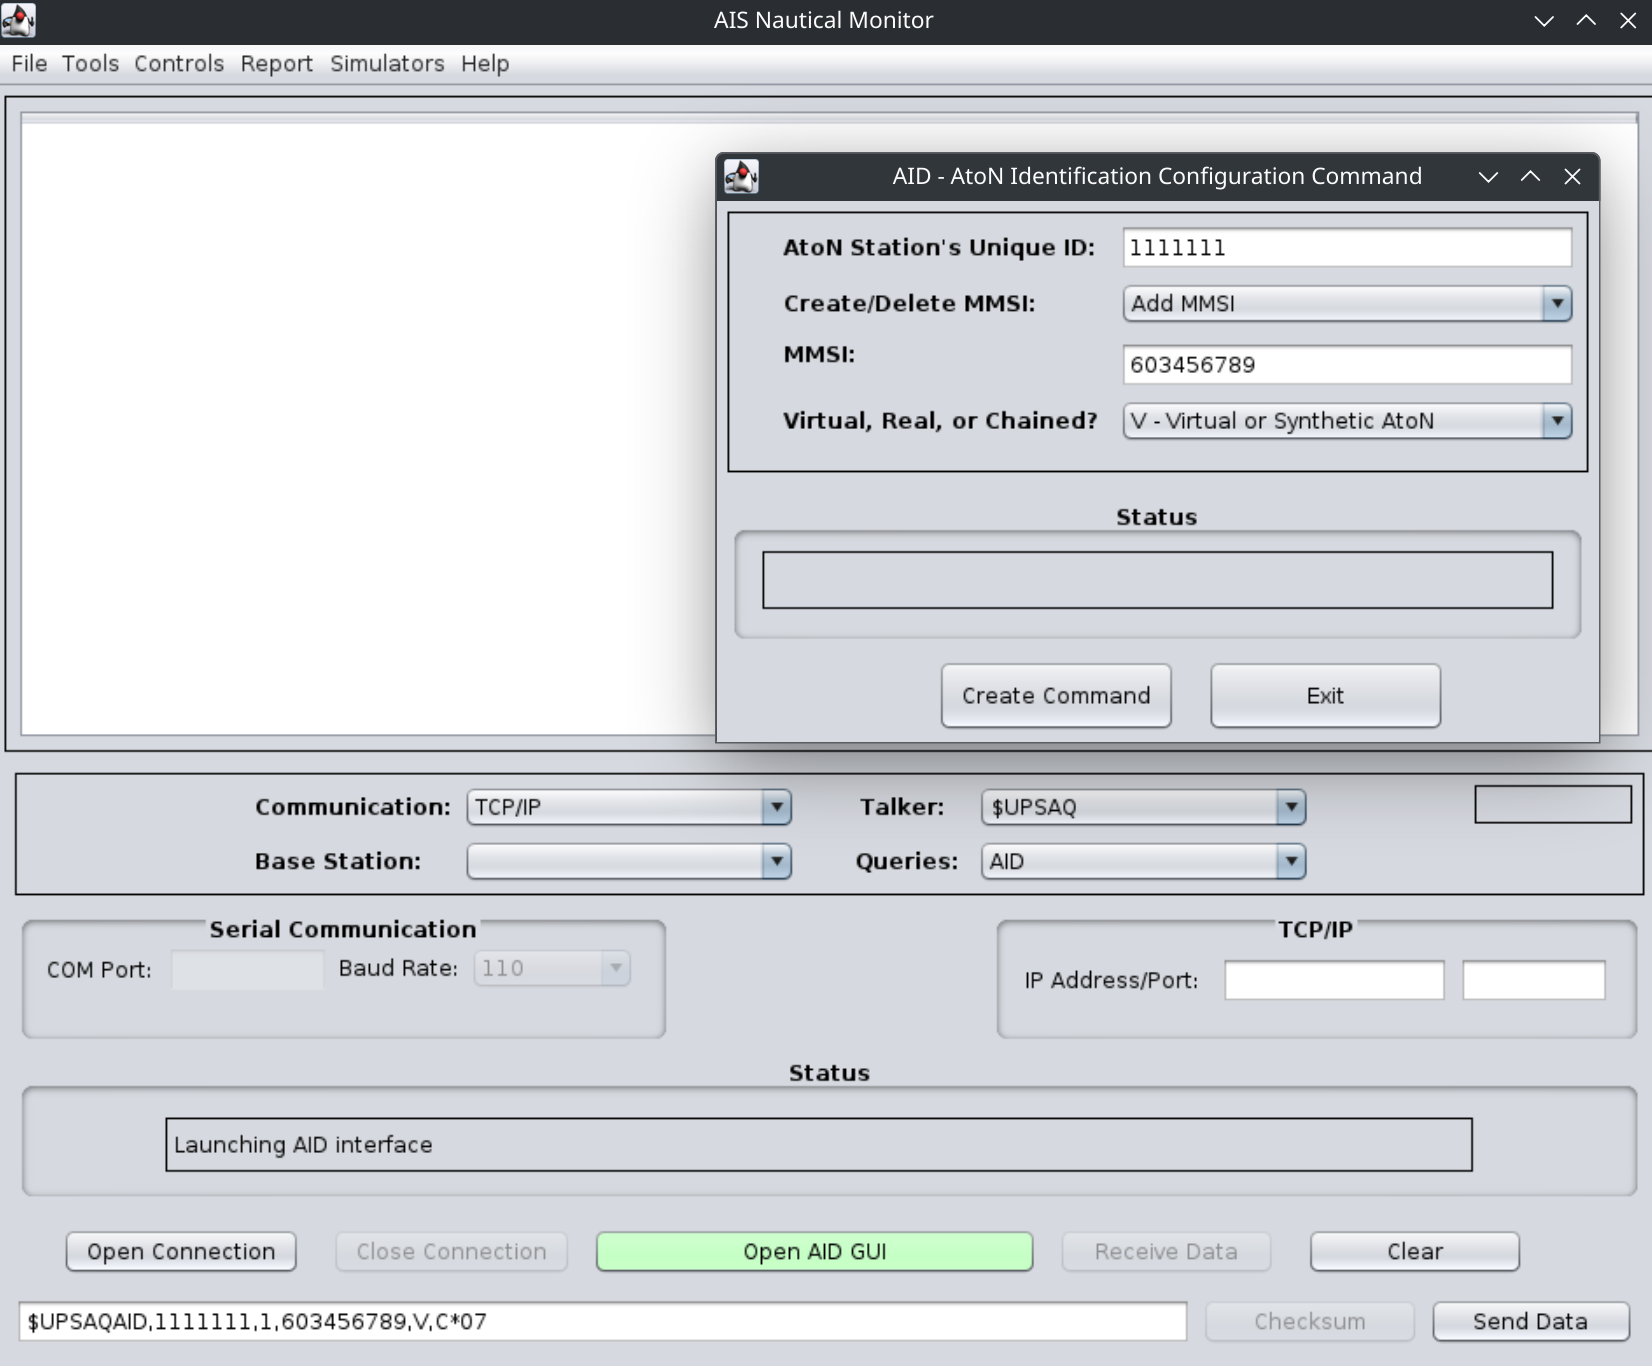 AIS Nautical Monitor
File Tools Controls Report Simulators Help
AID - AtoN Identification Configuration Command
AtoN Station's Unique ID: 1111111
Create/Delete MMSI: Add MMSI
MMSI: 603456789
Virtual, Real, or Chained? V - Virtual or Synthetic AtoN
Status
Create Command Exit
Communication: TCP/IP Talker: $UPSAQ
Base Station: Queries: AID
Serial Communication
COM Port: Baud Rate: 110
TCP/IP
IP Address/Port:
Status
Launching AID interface
Open Connection Close Connection Open AID GUI Receive Data Clear
$UPSAQAID,1111111,1,603456789,V,C*07 Checksum Send Data